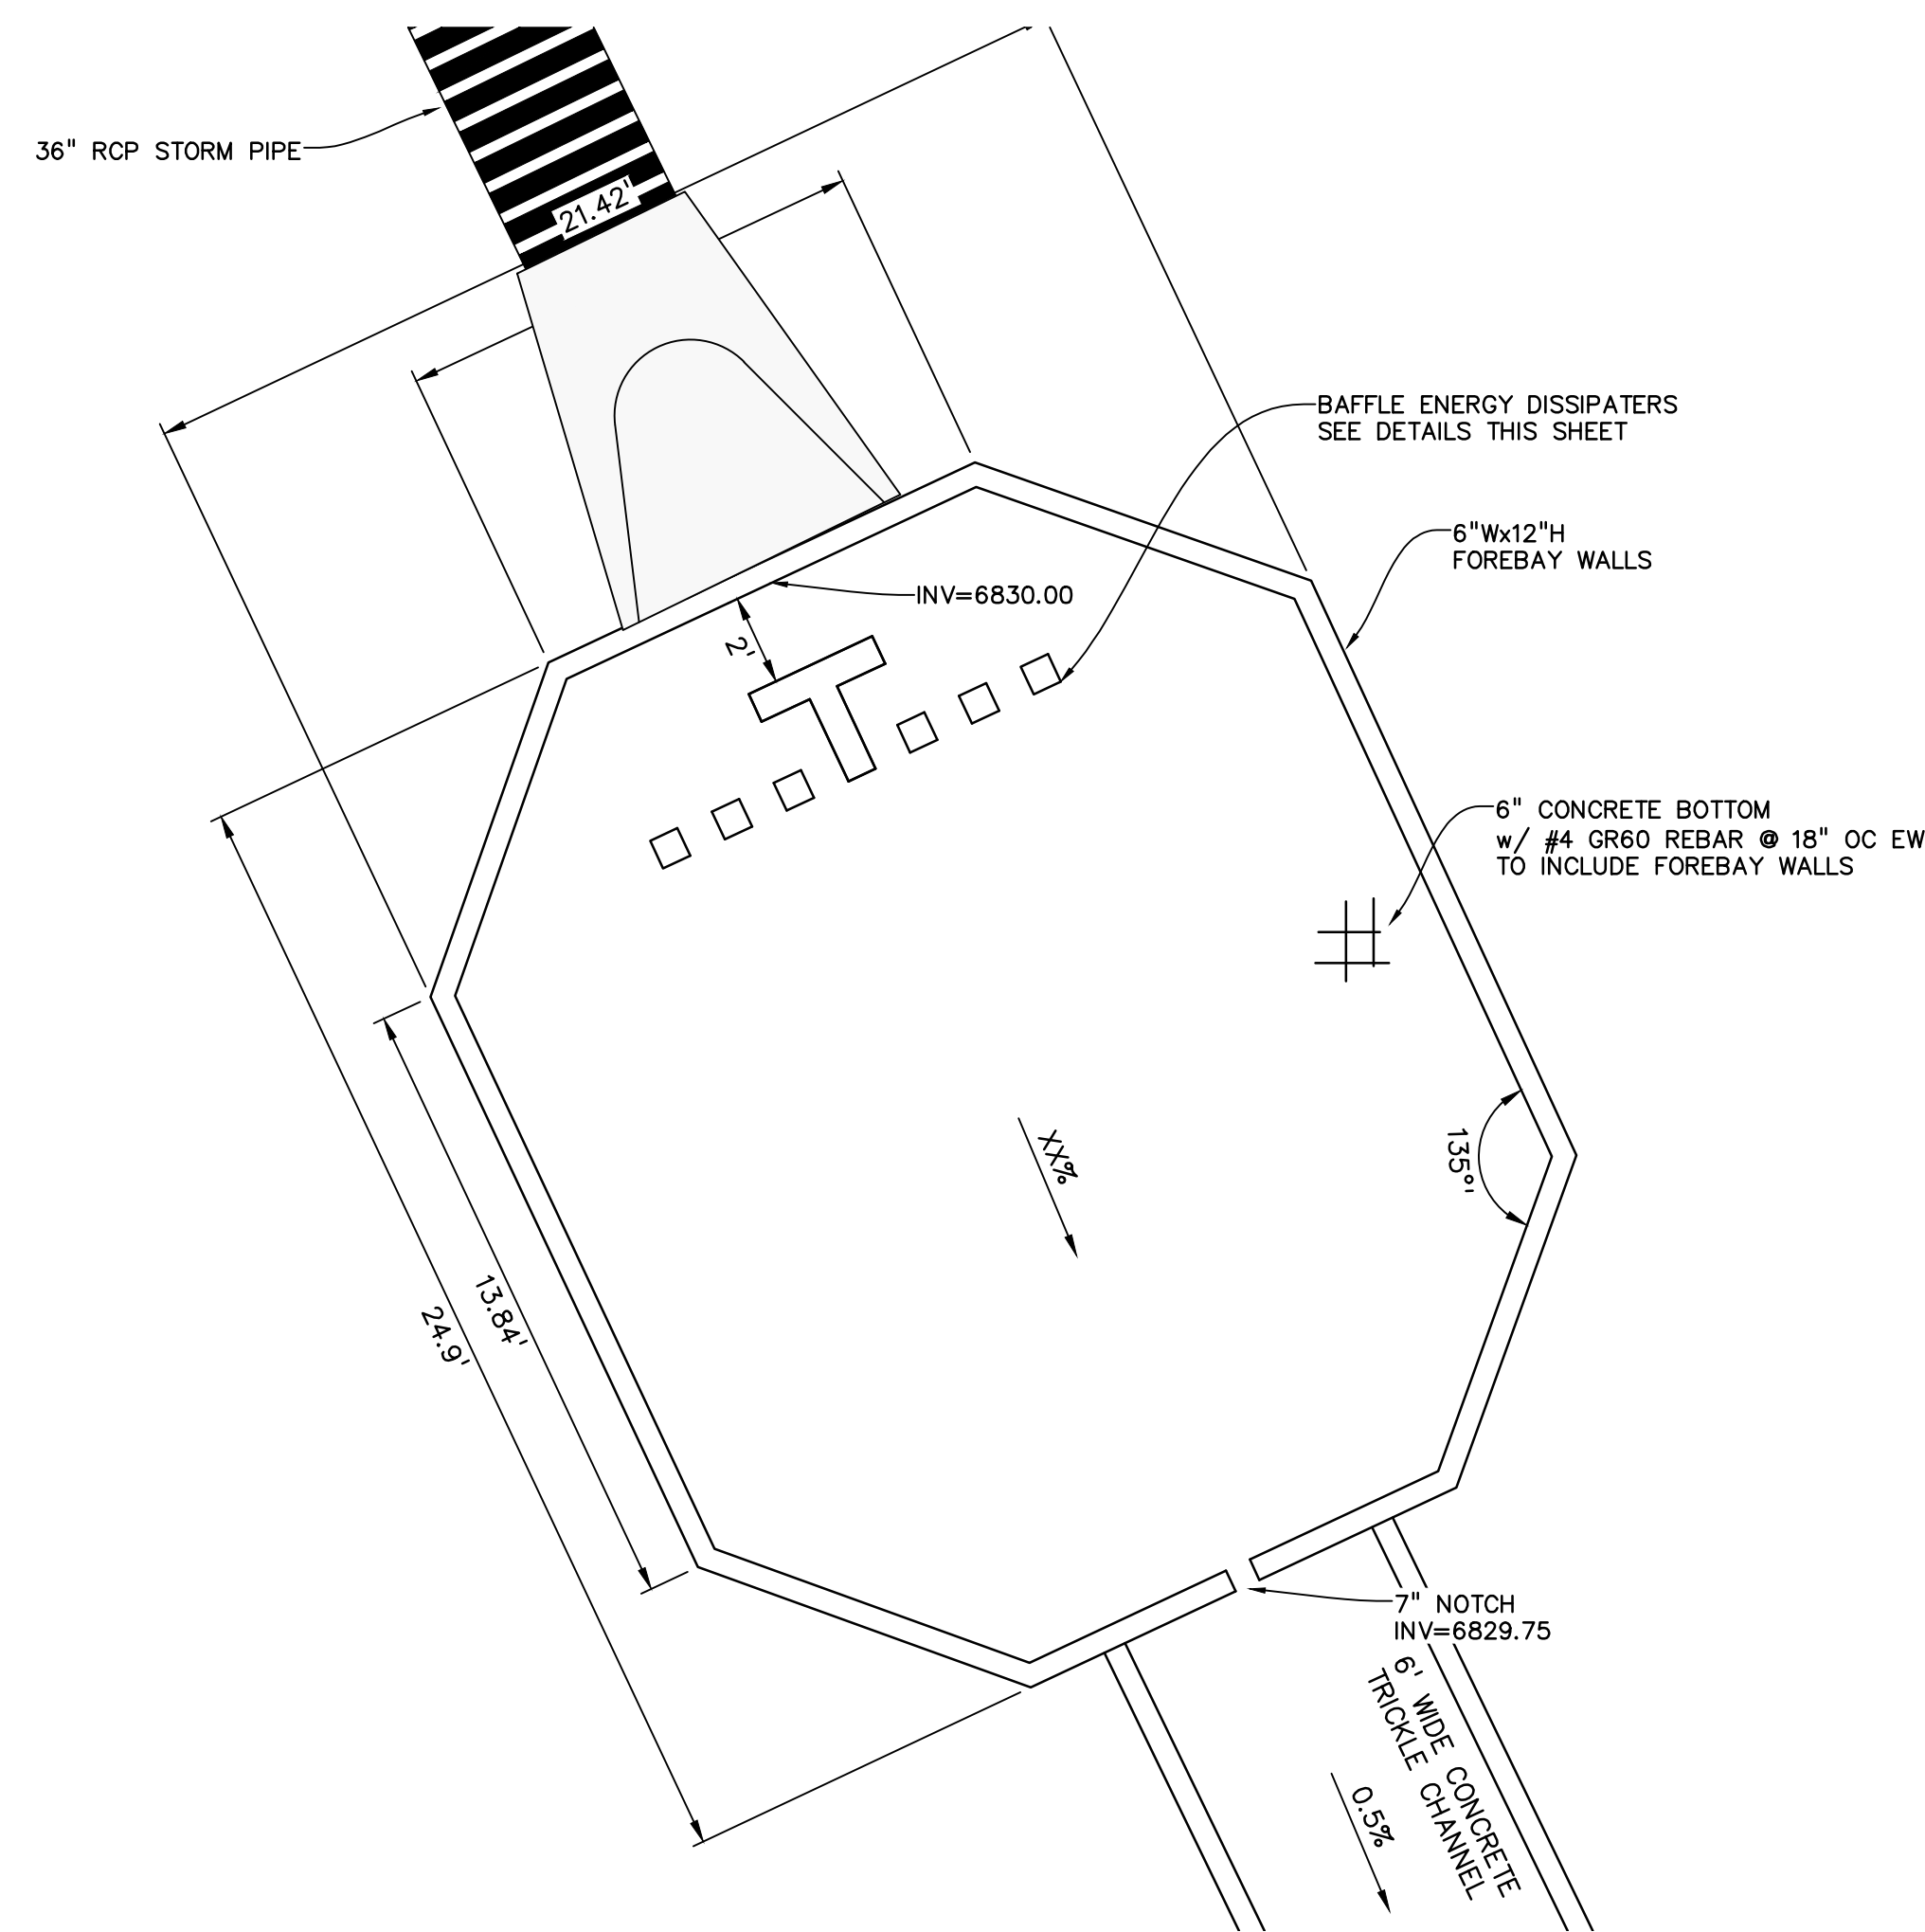 36" RCP STORM PIPE
21.42'
BAFFLE ENERGY DISSIPATERS
SEE DETAILS THIS SHEET
6"Wx12"H
FOREBAY WALLS
INV=6830.00
2'
6" CONCRETE BOTTOM
w/ #4 GR60 REBAR @ 18" OC EW
TO INCLUDE FOREBAY WALLS
XX%
135°'
13.84'
24.9'
7" NOTCH
INV=6829.75
6' WIDE CONCRETE
TRICKLE CHANNEL
0.5%